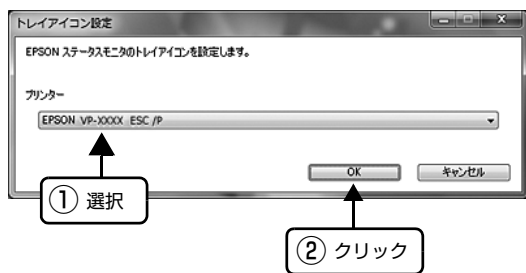 トレイアイコン設定
EPSON ステータスモニタのトレイアイコンを設定します。
プリンター
EPSON VP-XXXX ESC /P
OK キャンセル
① 選択
② クリック